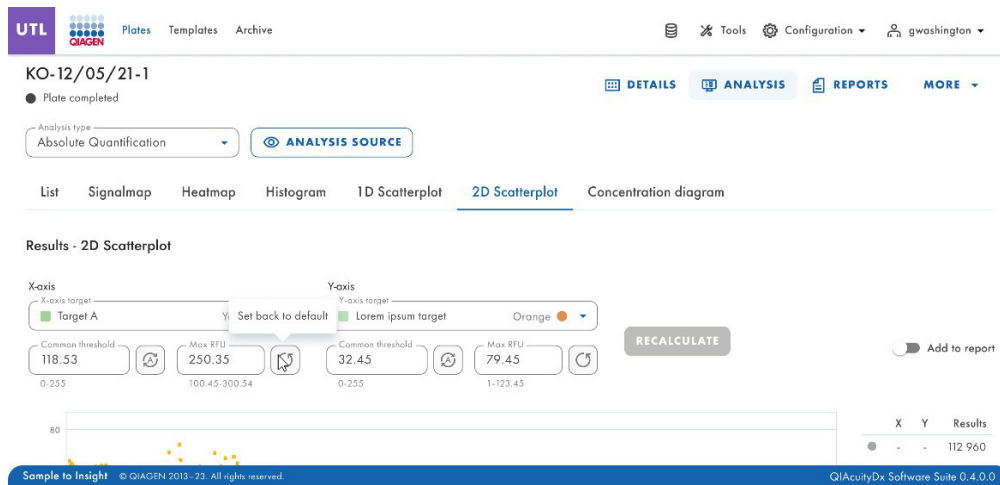 UTL QIAGEN Plates Templates Archive Tools Configuration gwashington
KO-12/05/21-1
Plate completed
DETAILS ANALYSIS REPORTS MORE
Analysis type
Absolute Quantification
ANALYSIS SOURCE
List Signalmap Heatmap Histogram 1D Scatterplot 2D Scatterplot Concentration diagram
Results - 2D Scatterplot
X-axis Y-axis
X-axis target Y-axis target
Target A Set back to default Lorem ipsum target Orange
RECALCULATE
Common threshold Max RFU Common threshold Max RFU
118.53 A 250.35 32.45 A 79.45
Add to report
0-255 100.45-300.54 0-255 1-123.45
X Y Results
80
- - 112 960
Sample to Insight © QIAGEN 2013–23. All rights reserved. QIAcuityDx Software Suite 0.4.0.0